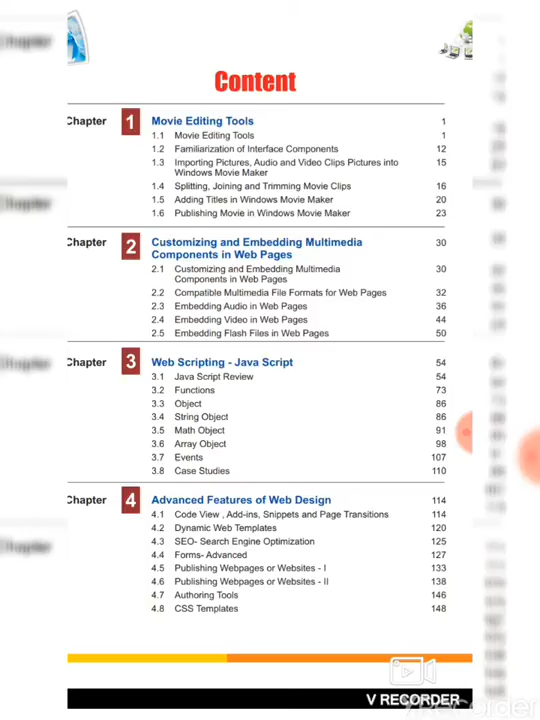 Content
Chapter 1 Movie Editing Tools 1
1.1 Movie Editing Tools 1
1.2 Familiarization of Interface Components 12
1.3 Importing Pictures, Audio and Video Clips Pictures into 15
Windows Movie Maker
1.4 Splitting, Joining and Trimming Movie Clips 16
1.5 Adding Titles in Windows Movie Maker 20
1.6 Publishing Movie in Windows Movie Maker 23
Chapter 2 Customizing and Embedding Multimedia 30
Components in Web Pages
2.1 Customizing and Embedding Multimedia 30
Components in Web Pages
2.2 Compatible Multimedia File Formats for Web Pages 32
2.3 Embedding Audio in Web Pages 36
2.4 Embedding Video in Web Pages 44
2.5 Embedding Flash Files in Web Pages 50
Chapter 3 Web Scripting - Java Script 54
3.1 Java Script Review 54
3.2 Functions 73
3.3 Object 86
3.4 String Object 86
3.5 Math Object 91
3.6 Array Object 98
3.7 Events 107
3.8 Case Studies 110
Chapter 4 Advanced Features of Web Design 114
4.1 Code View , Add-ins, Snippets and Page Transitions 114
4.2 Dynamic Web Templates 120
4.3 SEO- Search Engine Optimization 125
4.4 Forms- Advanced 127
4.5 Publishing Webpages or Websites - I 133
4.6 Publishing Webpages or Websites - II 138
4.7 Authoring Tools 146
4.8 CSS Templates 148
V RECORDER